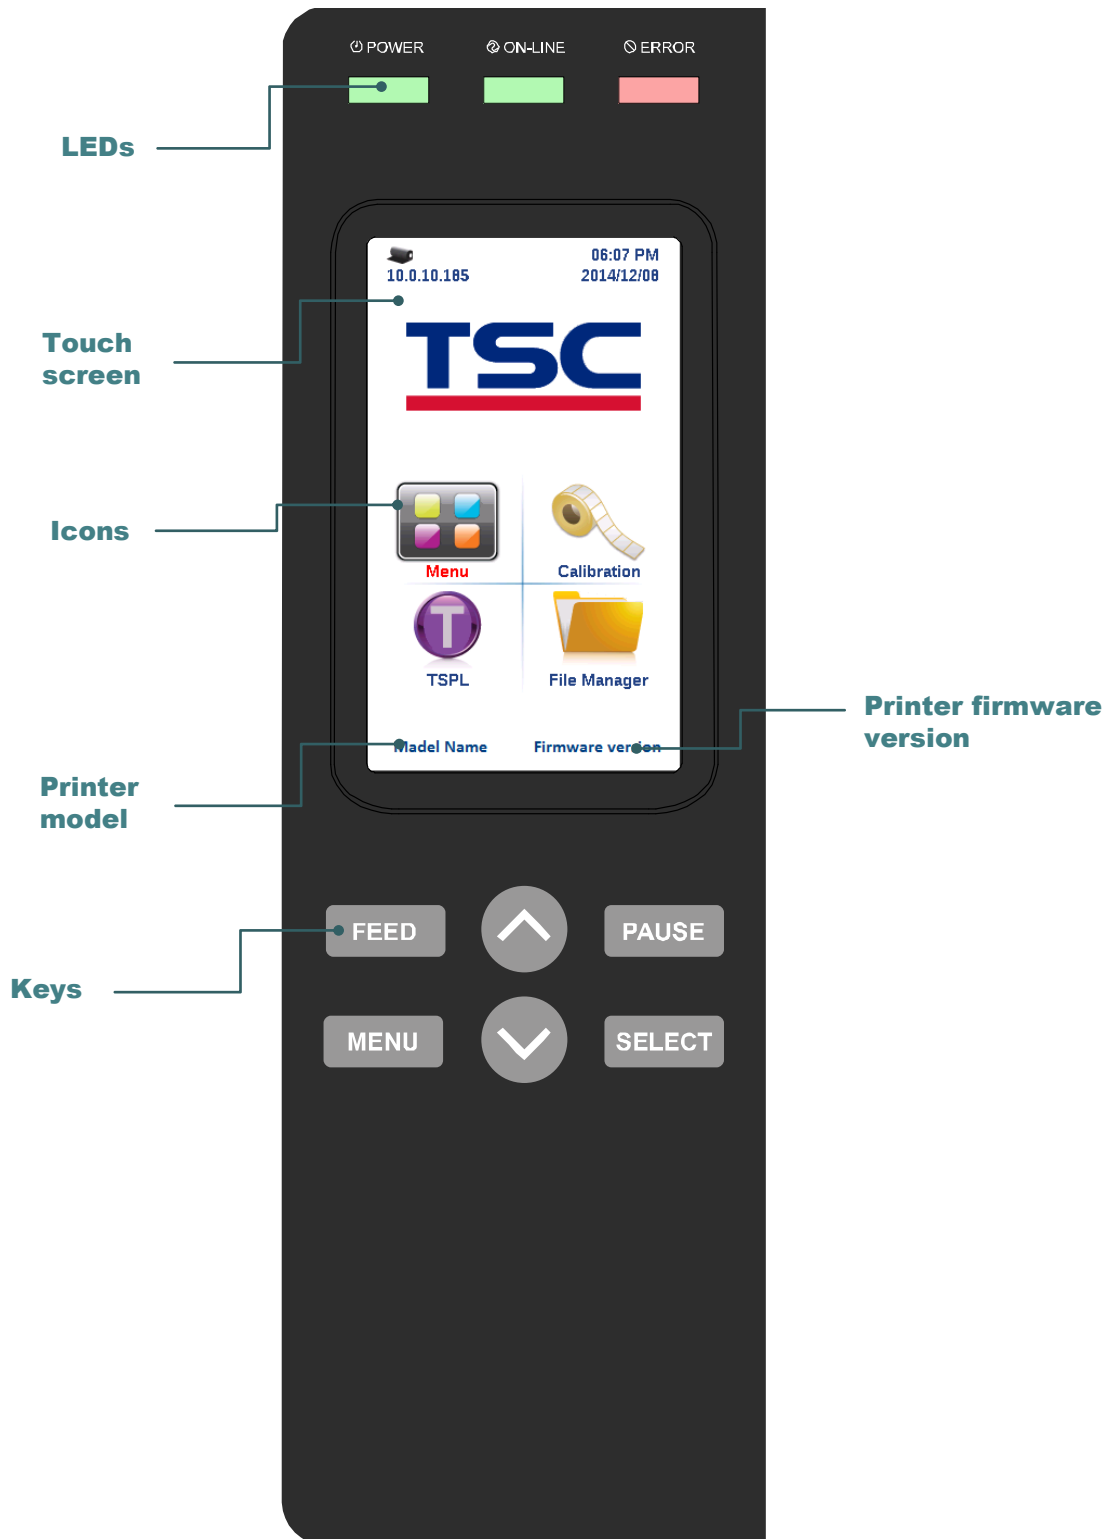 POWER
ON-LINE
ERROR
LEDs
10.0.10.185
06:07 PM
2014/12/08
TSC
Touch
screen
Icons
Menu
Calibration
TSPL
File Manager
Madel Name
Firmware version
Printer firmware
version
Printer
model
FEED
PAUSE
Keys
MENU
SELECT